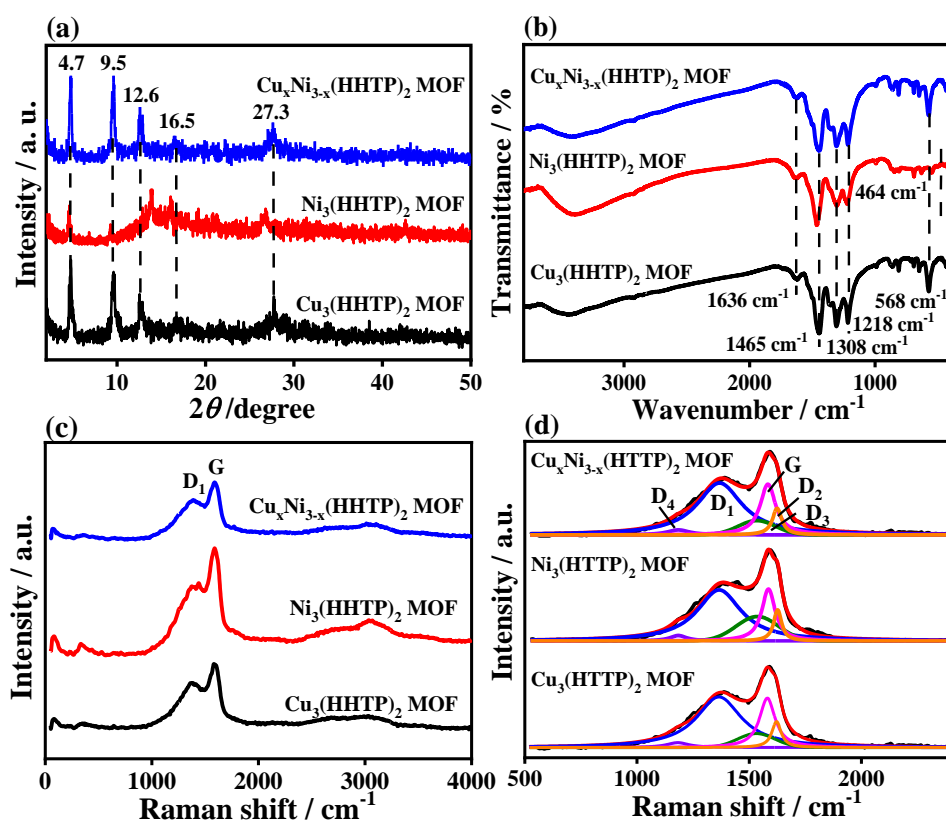 (a)
4.7
9.5
12.6
16.5
27.3
CuₓNi₃₋ₓ(HHTP)₂ MOF
Ni₃(HHTP)₂ MOF
Cu₃(HHTP)₂ MOF
Intensity / a. u.
10
20
30
40
50
2θ /degree
(b)
CuₓNi₃₋ₓ(HHTP)₂ MOF
Ni₃(HHTP)₂ MOF
464 cm⁻¹
Cu₃(HHTP)₂ MOF
1636 cm⁻¹
568 cm⁻¹
1218 cm⁻¹
1465 cm⁻¹
1308 cm⁻¹
Transmittance / %
3000
2000
1000
Wavenumber / cm⁻¹
(c)
G
D₁
CuₓNi₃₋ₓ(HHTP)₂ MOF
Ni₃(HHTP)₂ MOF
Cu₃(HHTP)₂ MOF
Intensity / a.u.
0
1000
2000
3000
4000
Raman shift / cm⁻¹
(d)
CuₓNi₃₋ₓ(HTTP)₂ MOF
G
D₄
D₁
D₂
D₃
Ni₃(HTTP)₂ MOF
Cu₃(HTTP)₂ MOF
Intensity / a.u.
500
1000
1500
2000
Raman shift / cm⁻¹